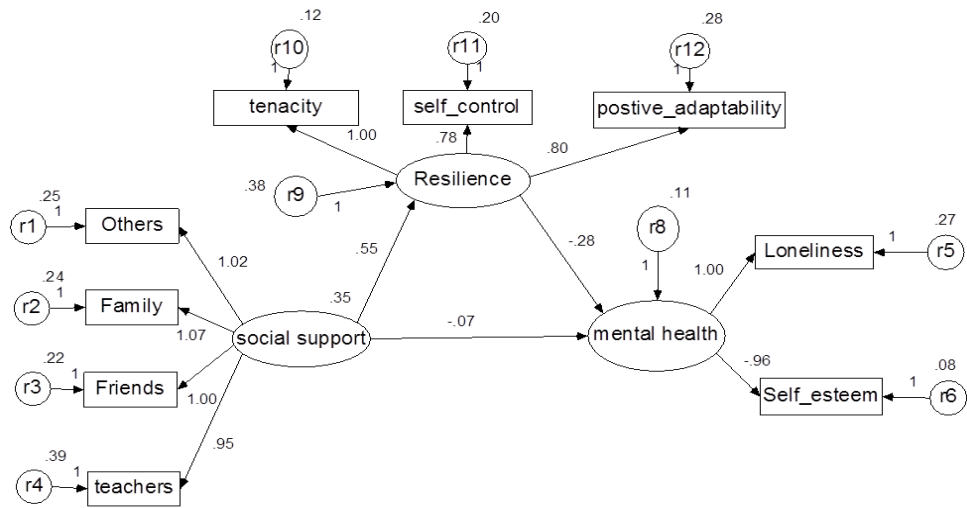 .12
.20
.28
r10
r11
r12
1
1
1
tenacity
self_control
postive_adaptability
1.00
.78
.80
.38
r9
1
Resilience
.25
r1
1
Others
.11
r8
1
.27
r5
1
Loneliness
1.02
.55
-.28
1.00
.24
r2
1
Family
1.07
.35
social support
-.07
mental health
.22
r3
1
Friends
1.00
-.96
.08
r6
1
Self_esteem
.95
.39
r4
1
teachers